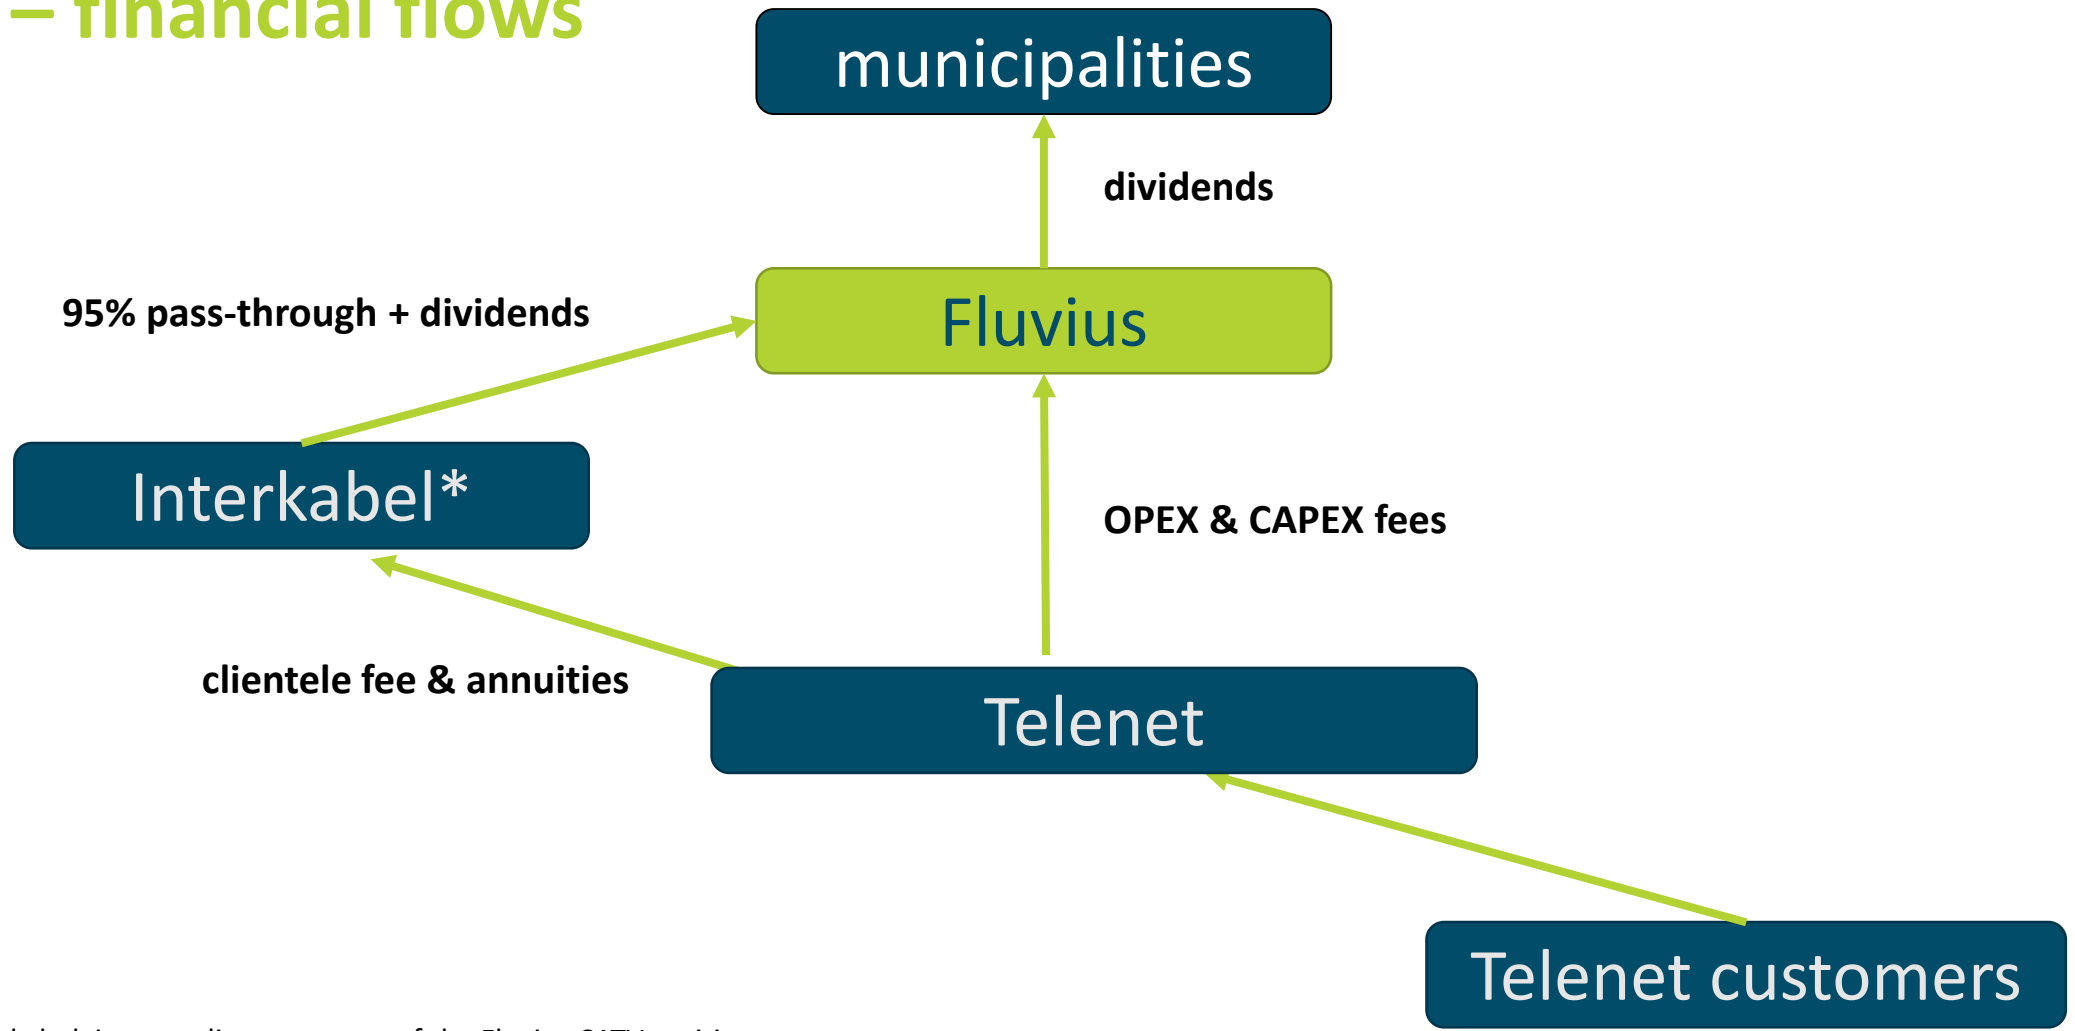 – financial flows
municipalities
dividends
95% pass-through + dividends
Fluvius
Interkabel*
OPEX & CAPEX fees
clientele fee & annuities
Telenet
Telenet customers